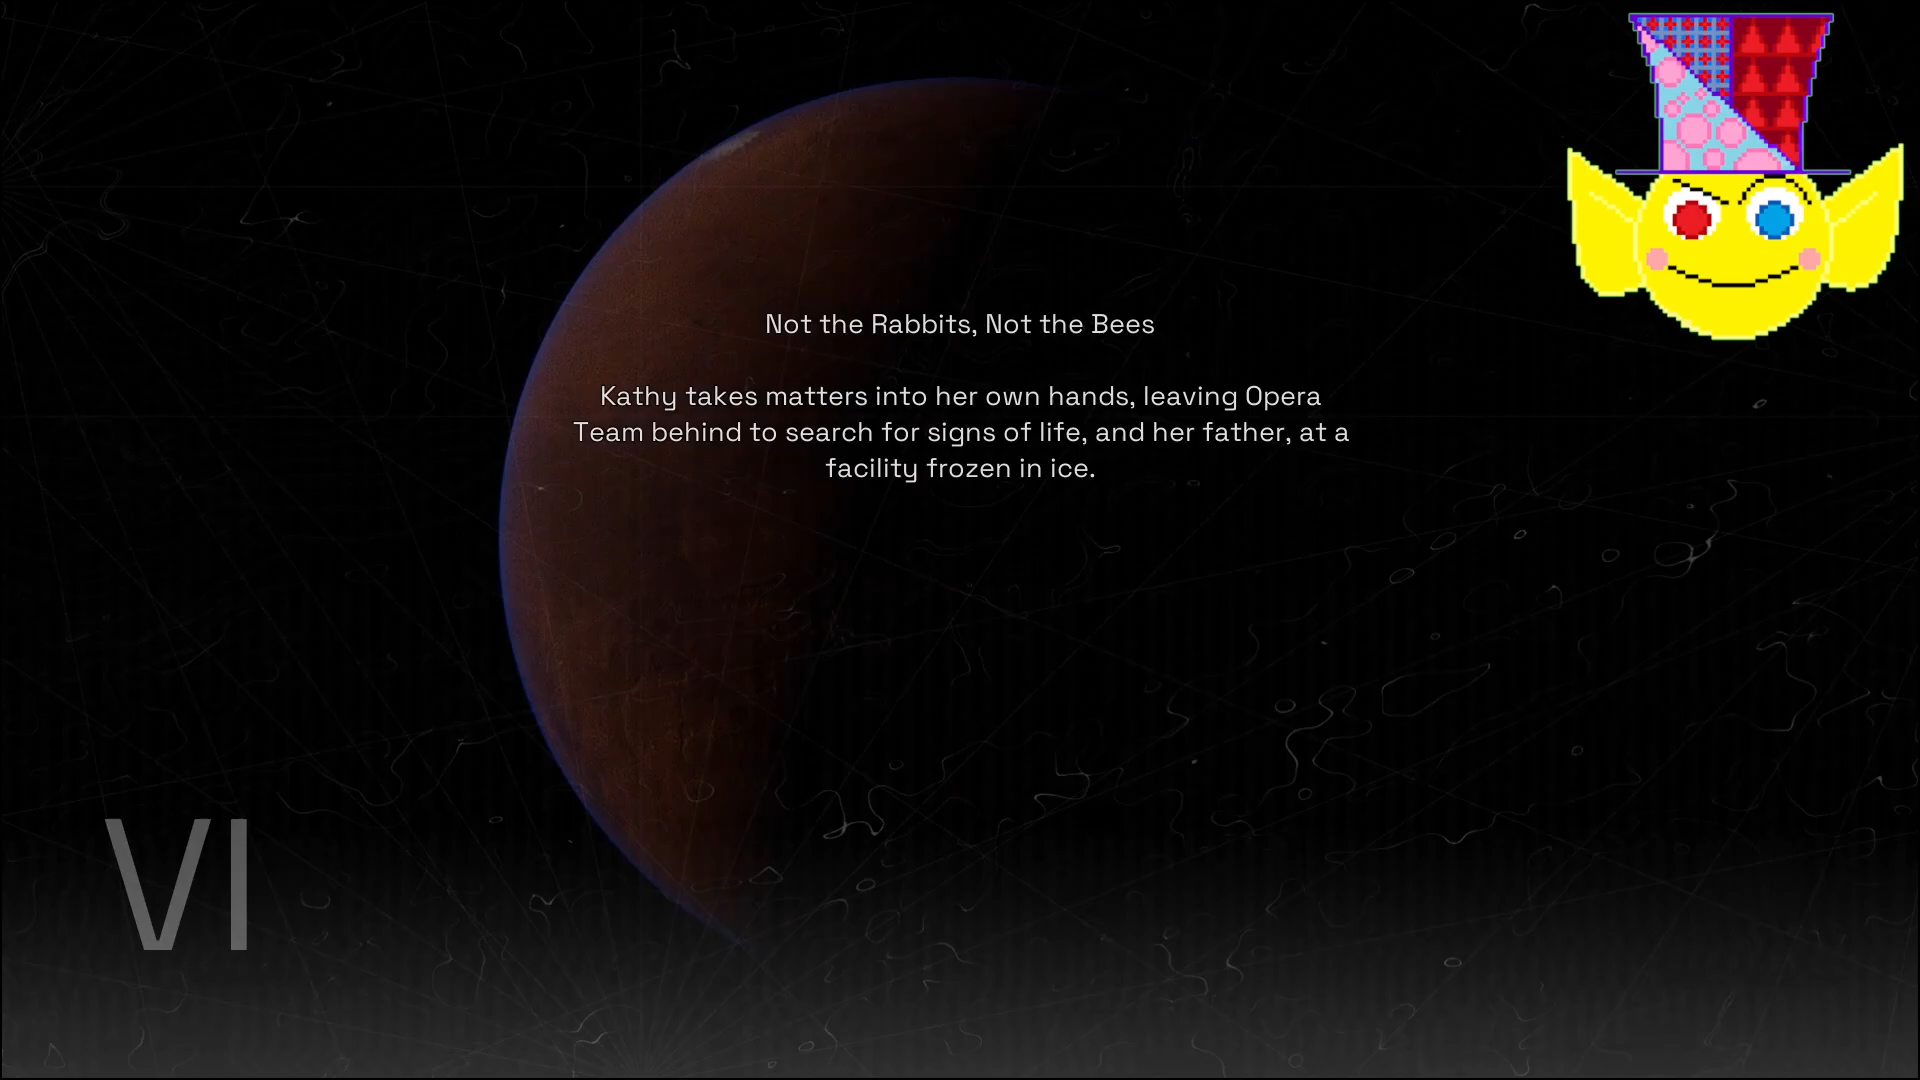 Not the Rabbits, Not the Bees
Kathy takes matters into her own hands, leaving Opera
Team behind to search for signs of life, and her father, at a
facility frozen in ice.
VI